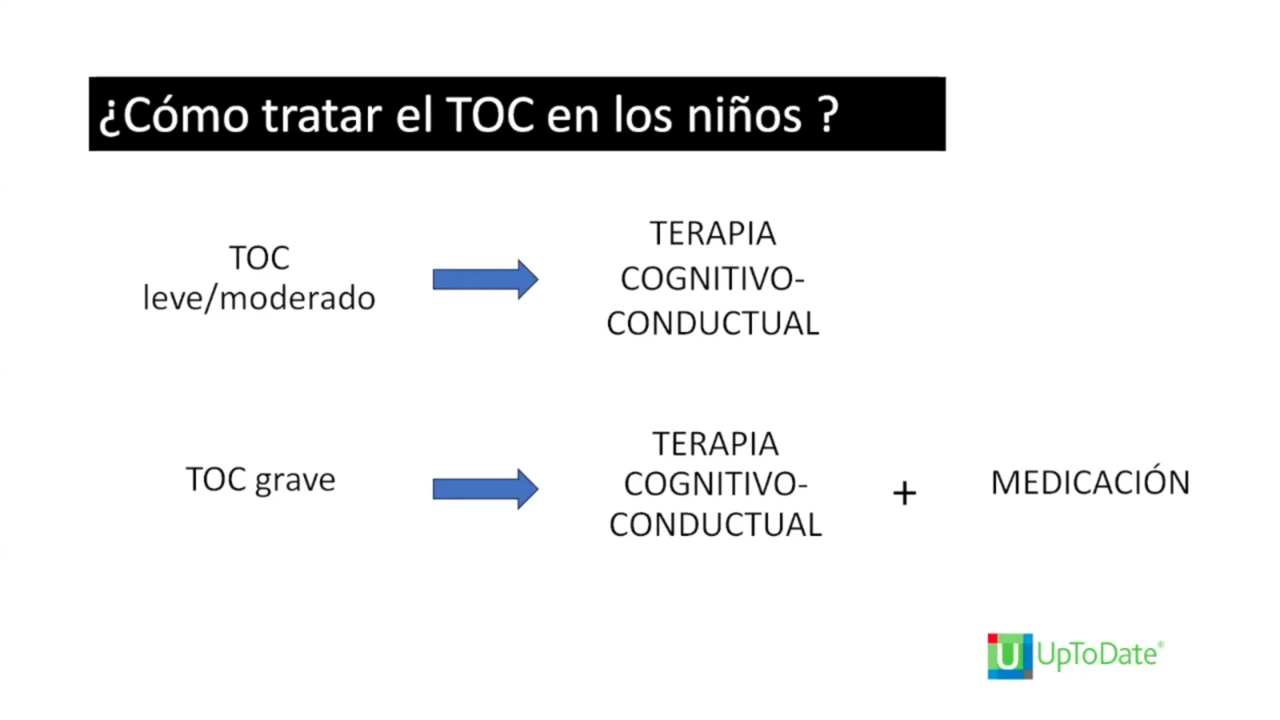 ¿Cómo tratar el TOC en los niños ?
TOC
leve/moderado
TERAPIA
COGNITIVO-
CONDUCTUAL
TOC grave
TERAPIA
COGNITIVO-
CONDUCTUAL
+
MEDICACIÓN
U UpToDate®